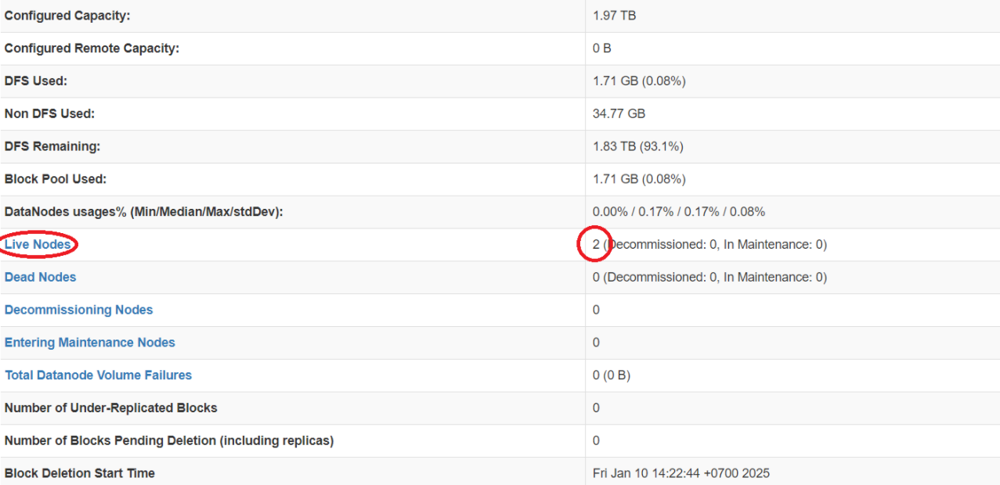 Configured Capacity: 1.97 TB
Configured Remote Capacity: 0 B
DFS Used: 1.71 GB (0.08%)
Non DFS Used: 34.77 GB
DFS Remaining: 1.83 TB (93.1%)
Block Pool Used: 1.71 GB (0.08%)
DataNodes usages% (Min/Median/Max/stdDev): 0.00% / 0.17% / 0.17% / 0.08%
Live Nodes 2 (Decommissioned: 0, In Maintenance: 0)
Dead Nodes 0 (Decommissioned: 0, In Maintenance: 0)
Decommissioning Nodes 0
Entering Maintenance Nodes 0
Total Datanode Volume Failures 0 (0 B)
Number of Under-Replicated Blocks 0
Number of Blocks Pending Deletion (including replicas) 0
Block Deletion Start Time Fri Jan 10 14:22:44 +0700 2025